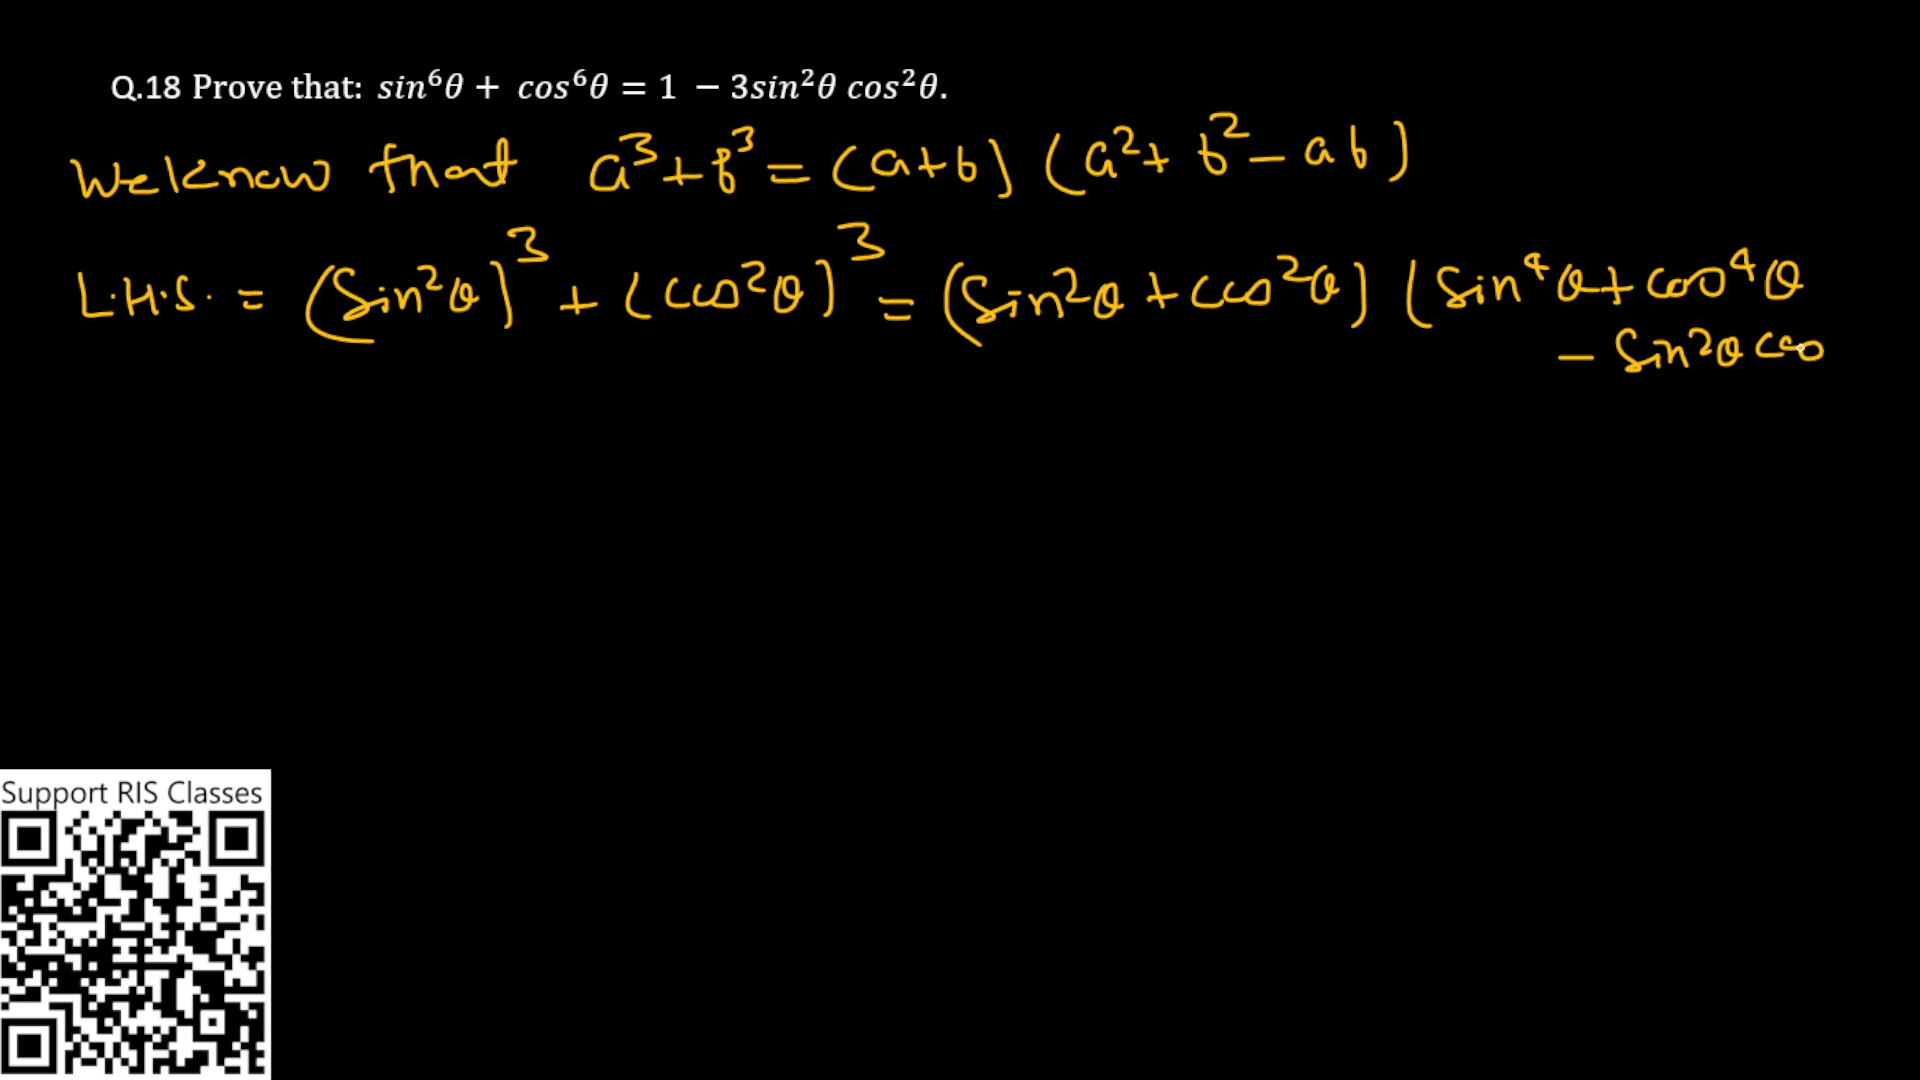 Q.18 Prove that: sin⁶θ + cos⁶θ = 1 − 3sin²θ cos²θ.
We know that a³+b³ = (a+b) (a²+ b²− ab)
L.H.S. = (Sin²θ)³ + (cos²θ)³ = (Sin²θ + cos²θ) (Sin⁴θ + cos⁴θ
− Sin²θ cos
Support RIS Classes